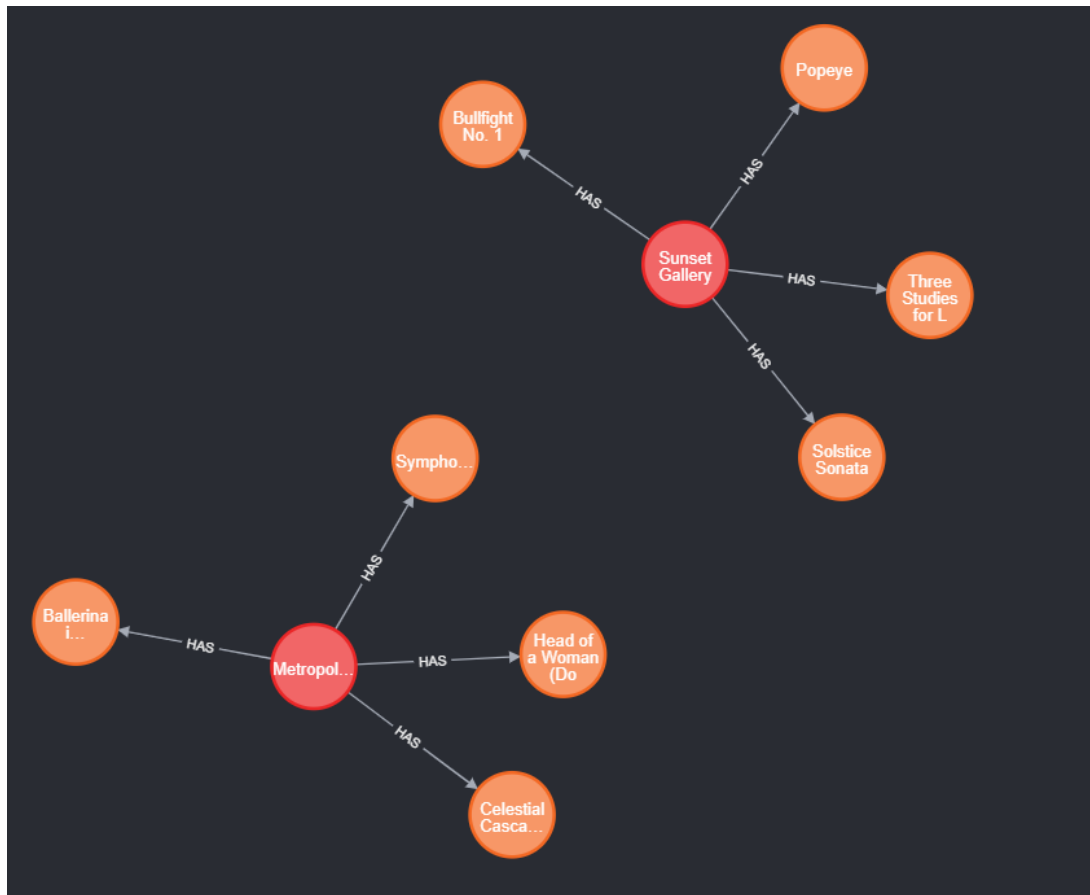 Popeye
Bullfight
No. 1
HAS
HAS
Sunset
Gallery
HAS
Three
Studies
for L
HAS
Solstice
Sonata
Sympho...
HAS
Ballerina
i...
HAS
Metropol...
HAS
Head of
a Woman
(Do
HAS
Celestial
Casca...